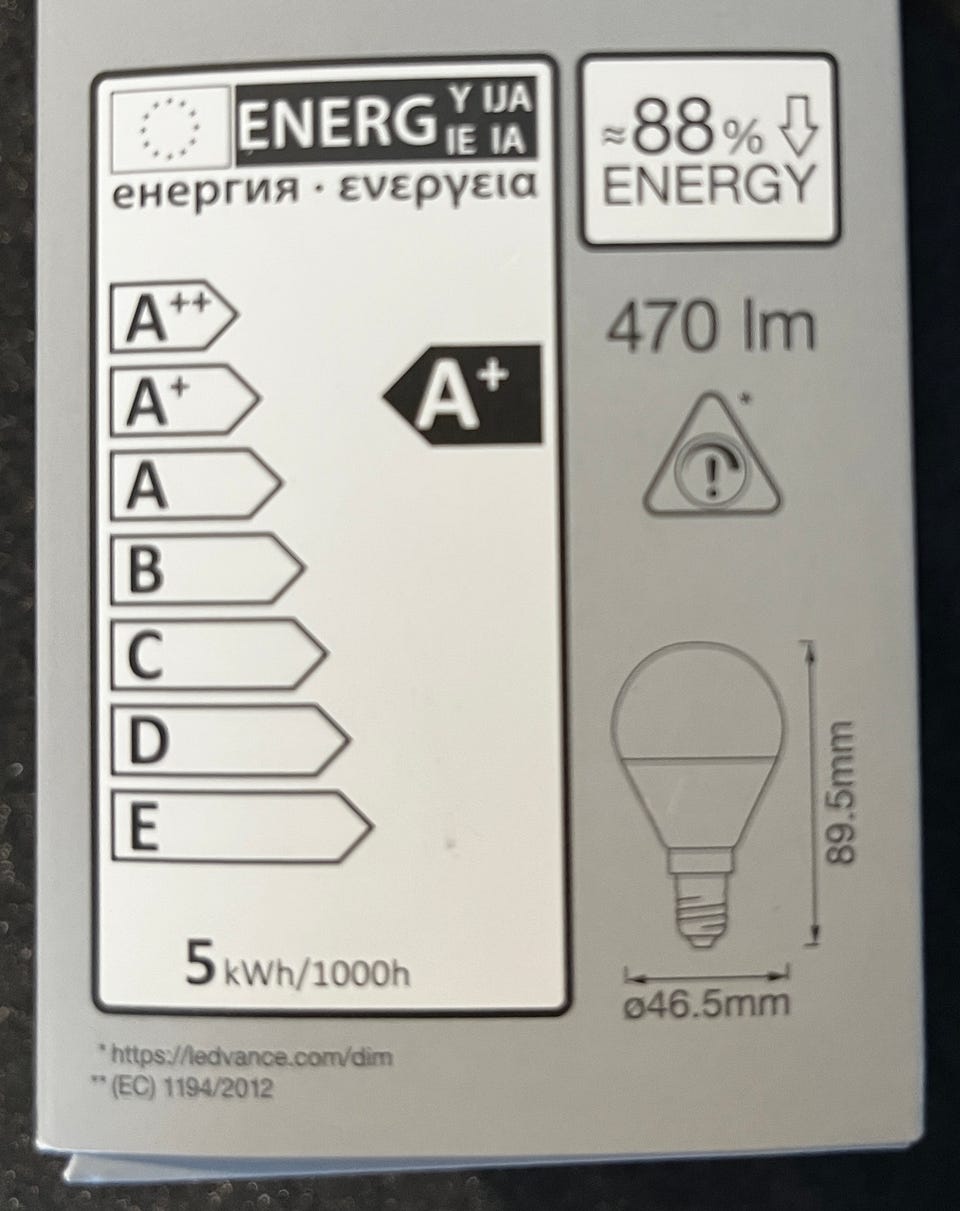 ENERG Y IJA
IE IA
енергия · ενεργεια
A++
A+
A+
A
B
C
D
E
5 kWh/1000h
≈88%
ENERGY
470 lm
*
!
89.5mm
ø46.5mm
* https://ledvance.com/dim
** (EC) 1194/2012